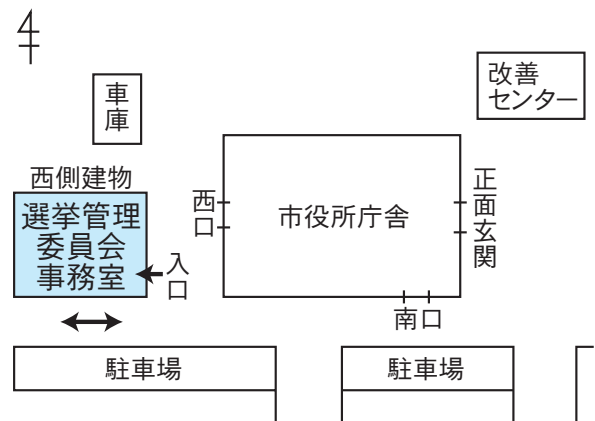 改善
センター
車庫
西側建物
選挙管理
委員会
事務室
入口
西口
市役所庁舎
正面玄関
南口
駐車場
駐車場